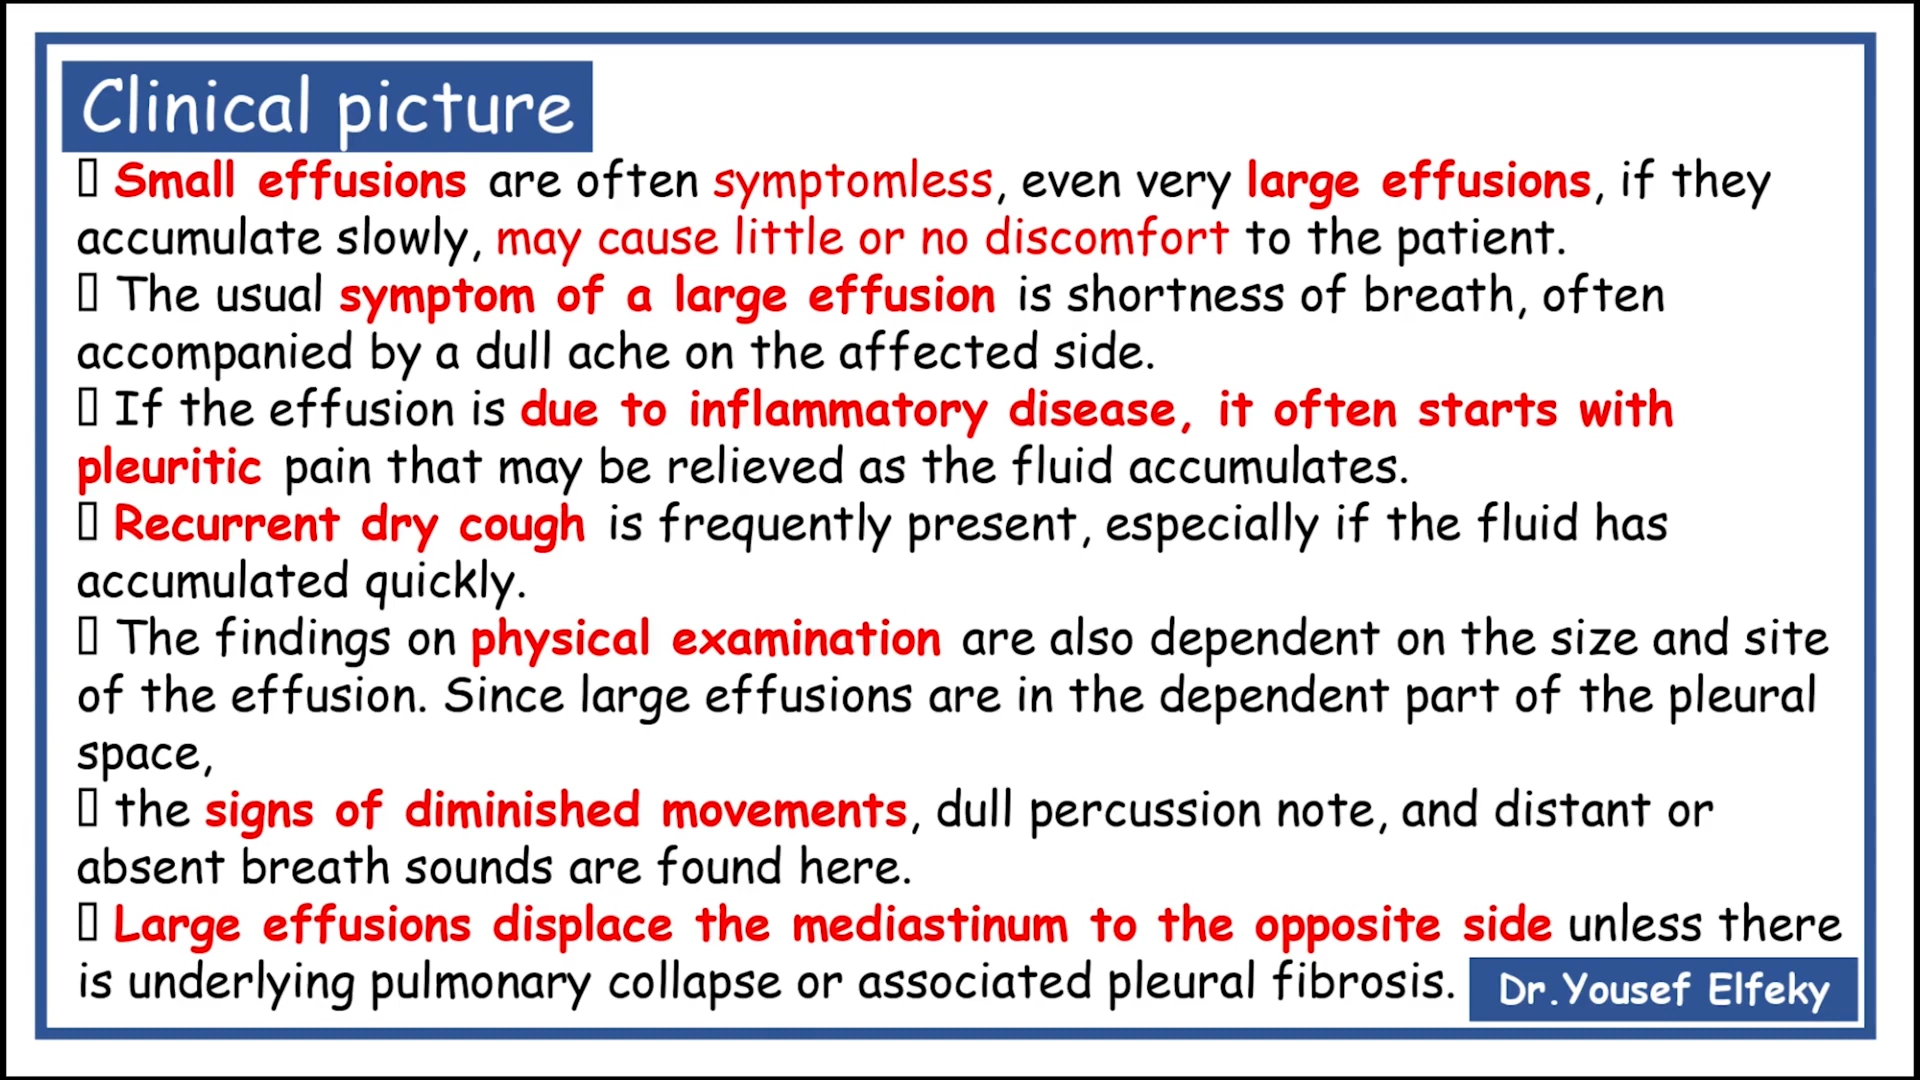 Clinical picture
▯ Small effusions are often symptomless, even very large effusions, if they
accumulate slowly, may cause little or no discomfort to the patient.
▯ The usual symptom of a large effusion is shortness of breath, often
accompanied by a dull ache on the affected side.
▯ If the effusion is due to inflammatory disease, it often starts with
pleuritic pain that may be relieved as the fluid accumulates.
▯ Recurrent dry cough is frequently present, especially if the fluid has
accumulated quickly.
▯ The findings on physical examination are also dependent on the size and site
of the effusion. Since large effusions are in the dependent part of the pleural
space,
▯ the signs of diminished movements, dull percussion note, and distant or
absent breath sounds are found here.
▯ Large effusions displace the mediastinum to the opposite side unless there
is underlying pulmonary collapse or associated pleural fibrosis.
Dr.Yousef Elfeky